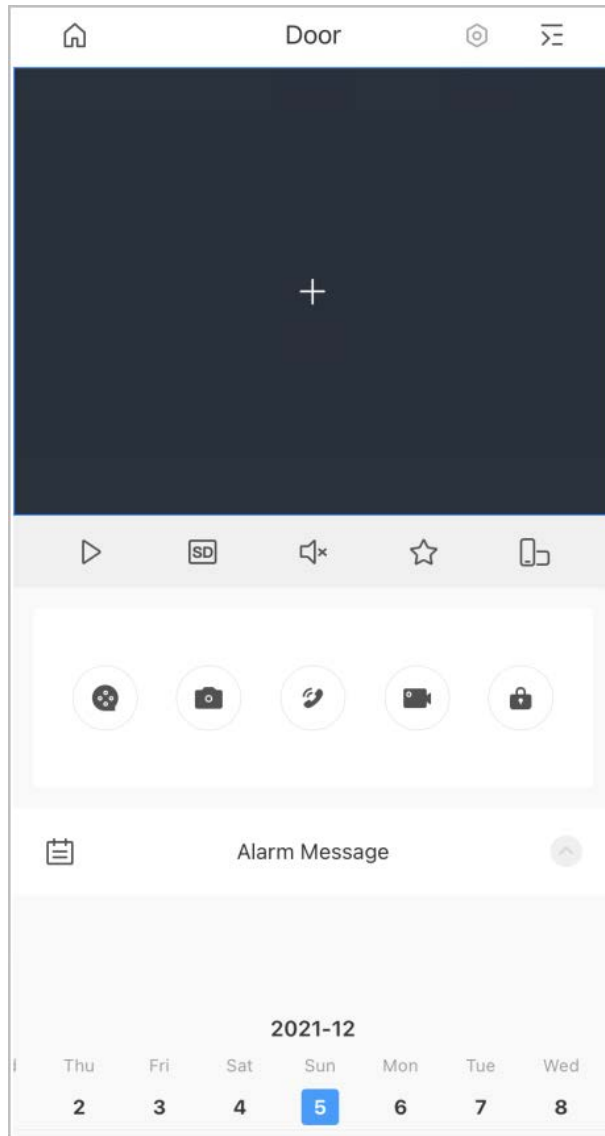 Door
SD
Alarm Message
2021-12
Thu Fri Sat Sun Mon Tue Wed
2 3 4 5 6 7 8